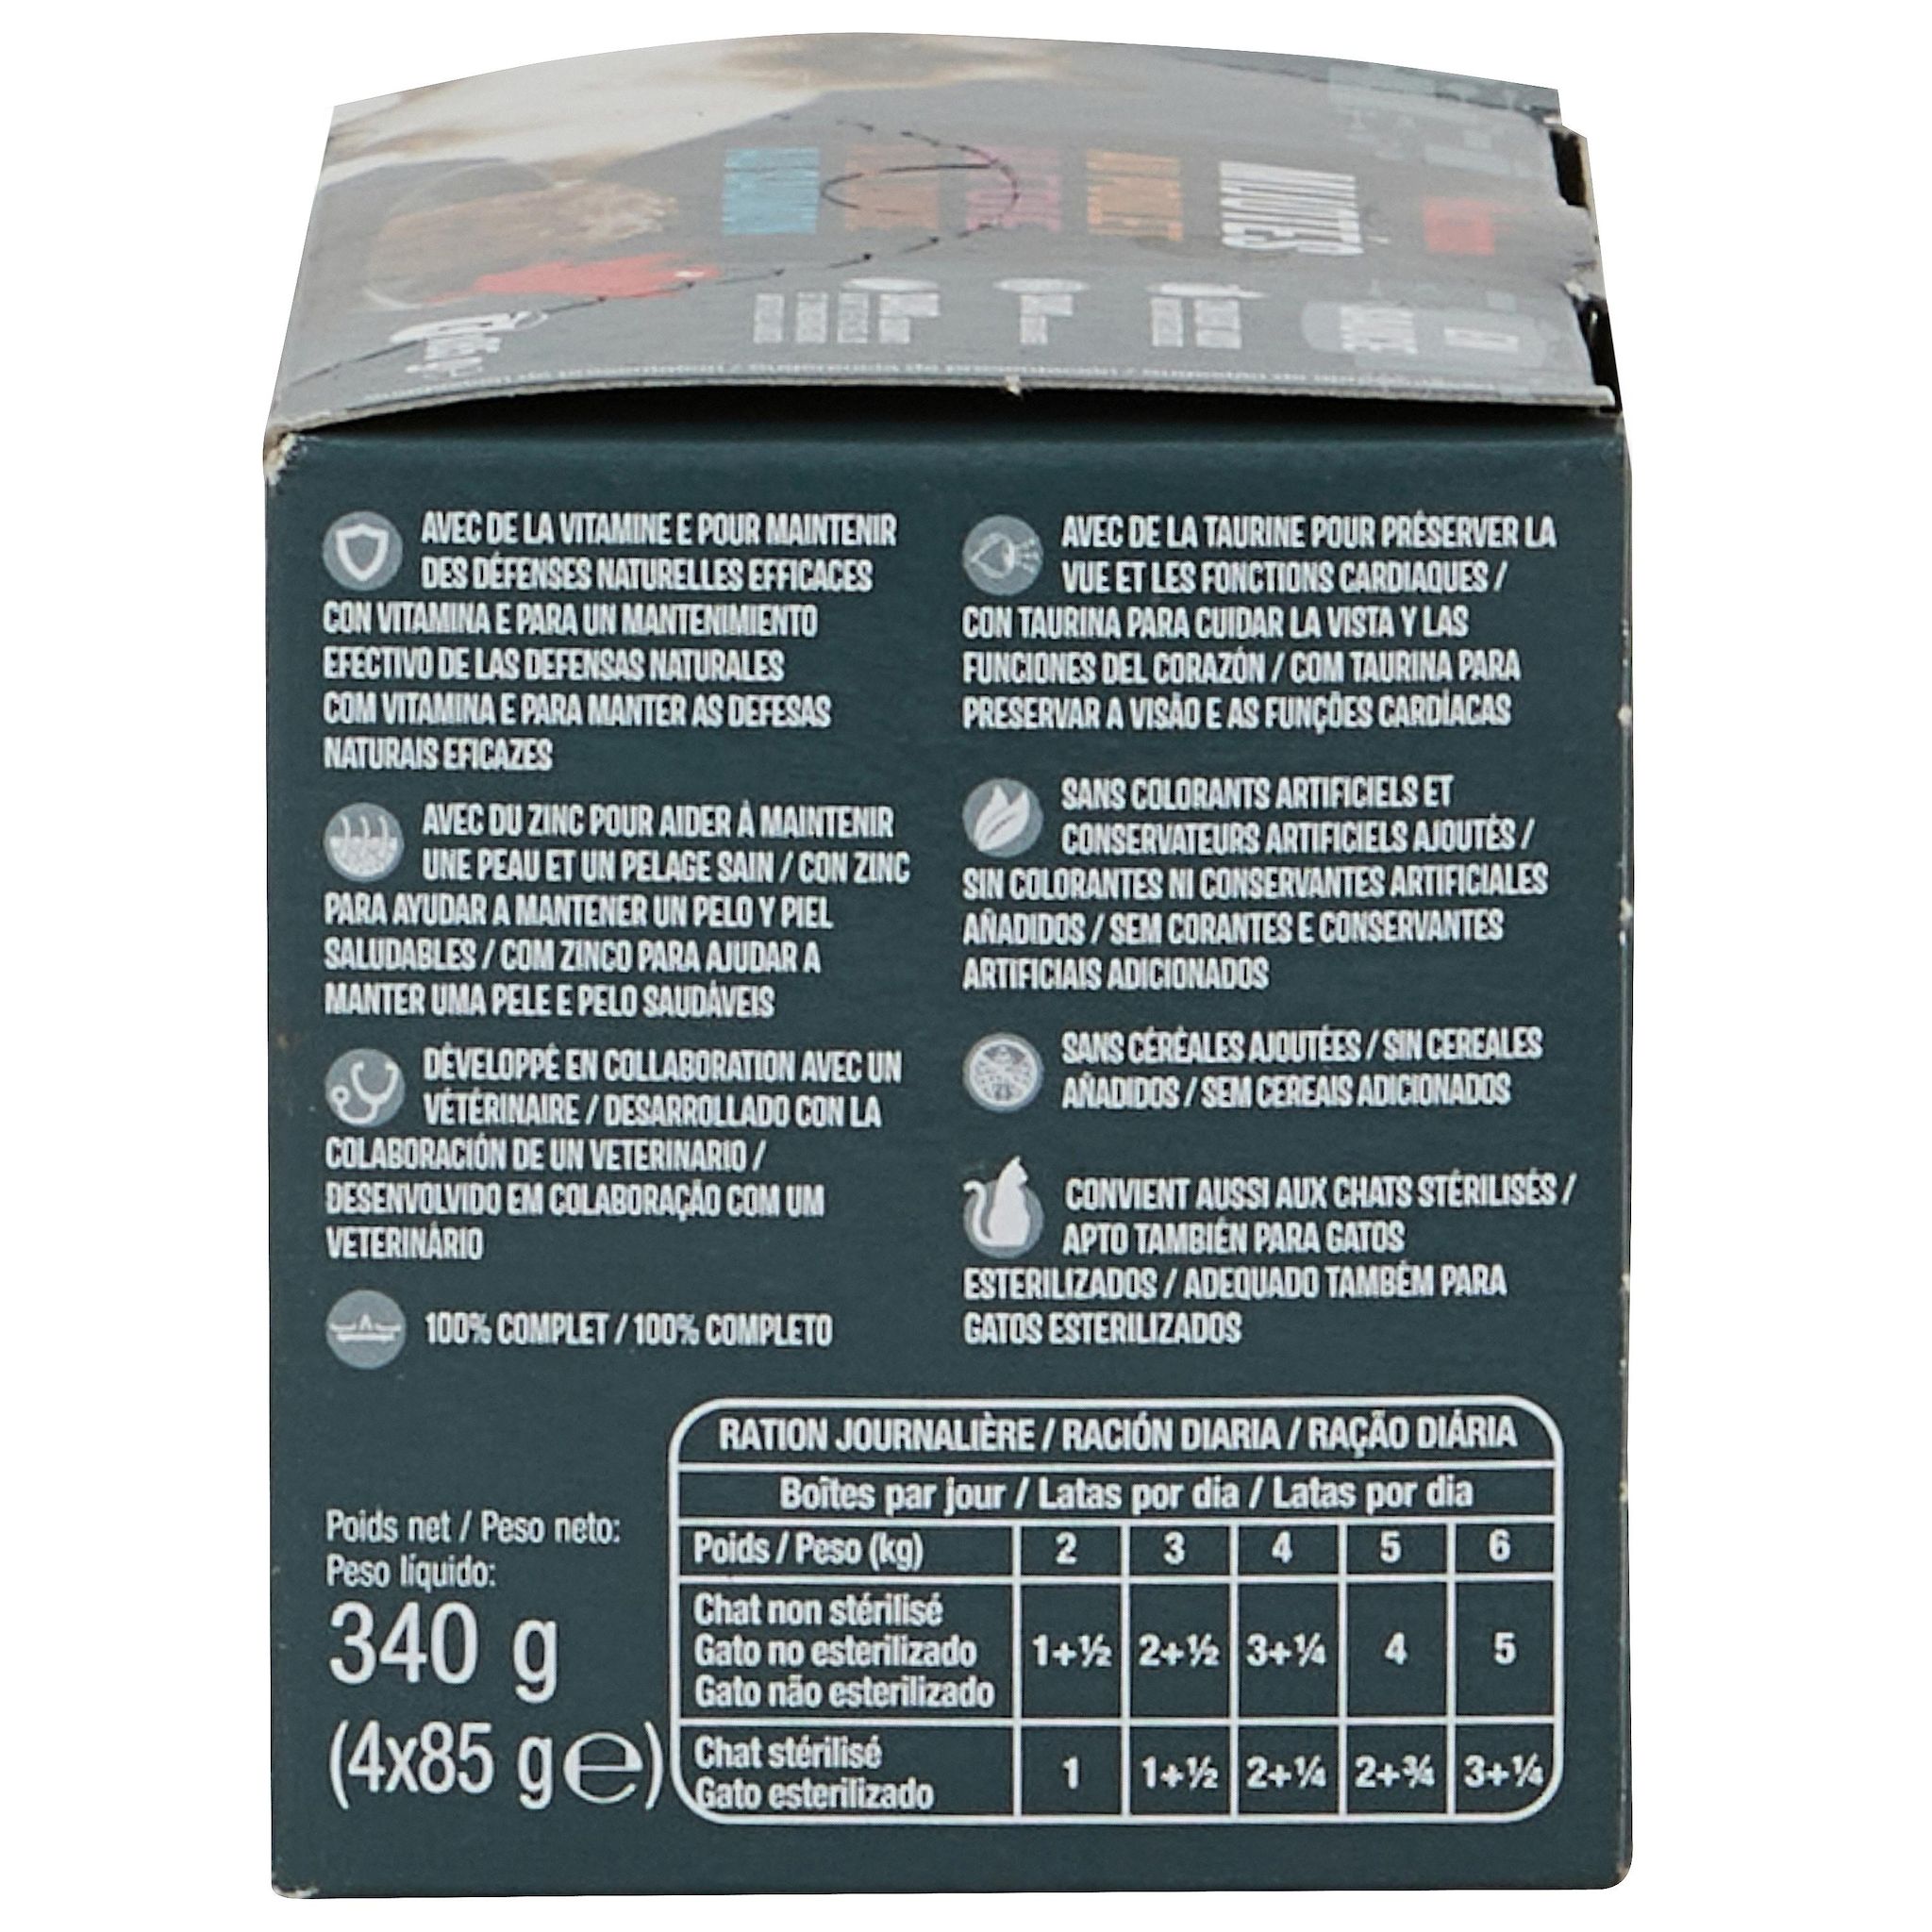 AVEC DE LA VITAMINE E POUR MAINTENIR
DES DÉFENSES NATURELLES EFFICACES
CON VITAMINA E PARA UN MANTENIMIENTO
EFECTIVO DE LAS DEFENSAS NATURALES
COM VITAMINA E PARA MANTER AS DEFESAS
NATURAIS EFICAZES
AVEC DU ZINC POUR AIDER À MAINTENIR
UNE PEAU ET UN PELAGE SAIN / CON ZINC
PARA AYUDAR A MANTENER UN PELO Y PIEL
SALUDABLES / COM ZINCO PARA AJUDAR A
MANTER UMA PELE E PELO SAUDÁVEIS
DÉVELOPPÉ EN COLLABORATION AVEC UN
VÉTÉRINAIRE / DESARROLLADO CON LA
COLABORACIÓN DE UN VETERINARIO /
DESENVOLVIDO EM COLABORAÇÃO COM UM
VETERINÁRIO
100% COMPLET / 100% COMPLETO
AVEC DE LA TAURINE POUR PRÉSERVER LA
VUE ET LES FONCTIONS CARDIAQUES /
CON TAURINA PARA CUIDAR LA VISTA Y LAS
FUNCIONES DEL CORAZÓN / COM TAURINA PARA
PRESERVAR A VISÃO E AS FUNÇÕES CARDÍACAS
SANS COLORANTS ARTIFICIELS ET
CONSERVATEURS ARTIFICIELS AJOUTÉS /
SIN COLORANTES NI CONSERVANTES ARTIFICIALES
AÑADIDOS / SEM CORANTES E CONSERVANTES
ARTIFICIAIS ADICIONADOS
SANS CÉRÉALES AJOUTÉES / SIN CEREALES
AÑADIDOS / SEM CEREAIS ADICIONADOS
CONVIENT AUSSI AUX CHATS STÉRILISÉS /
APTO TAMBIÉN PARA GATOS
ESTERILIZADOS / ADEQUADO TAMBÉM PARA
GATOS ESTERILIZADOS
Poids net / Peso neto:
Peso líquido:
340 g
(4x85 g℮)
RATION JOURNALIÈRE / RACIÓN DIARIA / RAÇÃO DIÁRIA
Boîtes par jour / Latas por día / Latas por dia
Poids / Peso (kg) 2 3 4 5 6
Chat non stérilisé
Gato no esterilizado 1+½ 2+½ 3+¼ 4 5
Gato não esterilizado
Chat stérilisé
Gato esterilizado 1 1+½ 2+¼ 2+¾ 3+¼